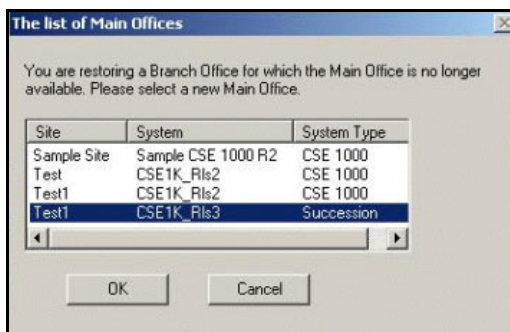 The list of Main Offices
You are restoring a Branch Office for which the Main Office is no longer
available. Please select a new Main Office.
Site System System Type
Sample Site Sample CSE 1000 R2 CSE 1000
Test CSE1K_Rls2 CSE 1000
Test1 CSE1K_Rls2 CSE 1000
Test1 CSE1K_Rls3 Succession
OK Cancel